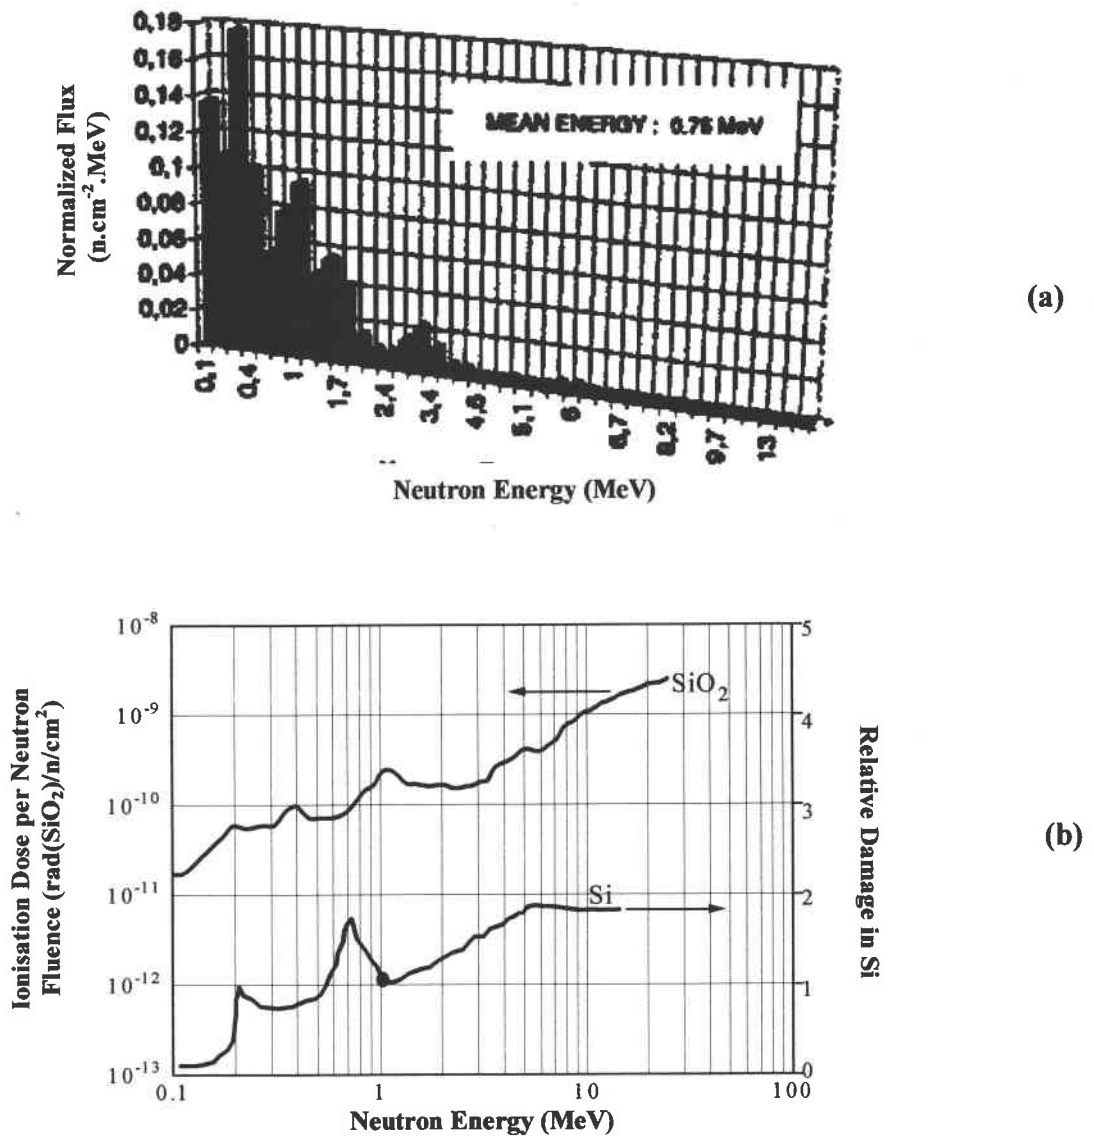 0,18
0,16
0,14
0,12
0,1
0,08
0,06
0,04
0,02
0
Normalized Flux
(n.cm⁻².MeV)
MEAN ENERGY : 0.75 MeV
0,1 0,4 1 1,7 2,4 3,4 4,6 5,1 6 6,7 8,2 9,7 13
Neutron Energy (MeV)
(a)
10⁻⁸
10⁻⁹
10⁻¹⁰
10⁻¹¹
10⁻¹²
10⁻¹³
Ionisation Dose per Neutron
Fluence (rad(SiO₂)/n/cm²)
SiO₂
Si
5
4
3
2
1
0
Relative Damage in Si
0.1 1 10 100
Neutron Energy (MeV)
(b)